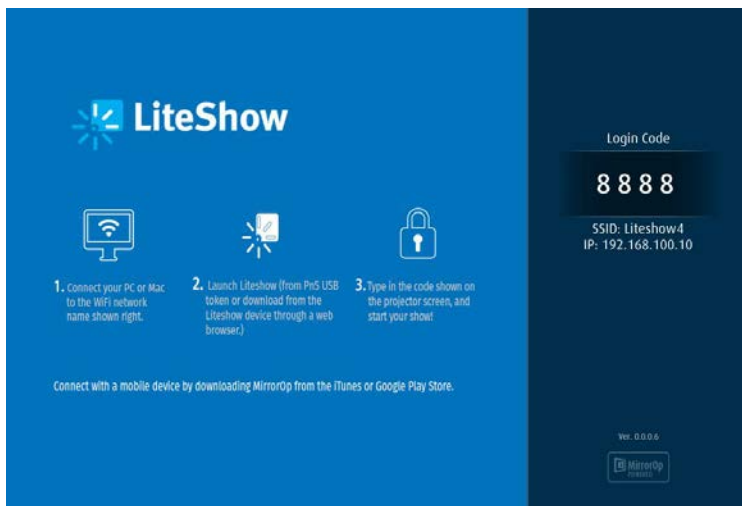 LiteShow
1. Connect your PC or Mac
to the WiFi network
name shown right.
2. Launch Liteshow (from PnS USB
token or download from the
Liteshow device through a web
browser.)
3. Type in the code shown on
the projector screen, and
start your show!
Connect with a mobile device by downloading MirrorOp from the iTunes or Google Play Store.
Login Code
8888
SSID: Liteshow4
IP: 192.168.100.10
Ver. 0.0.0.6
MirrorOp
POWERED